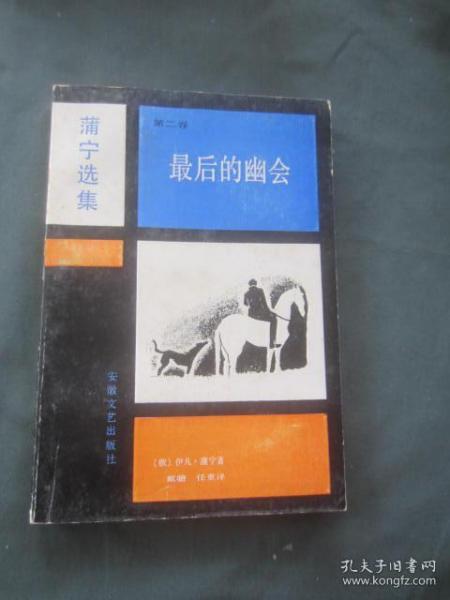 蒲宁选集
第二卷
最后的幽会
安徽文艺出版社
〔俄〕伊凡·蒲宁著
戴骢 任重译
孔夫子旧书网
www.kongfz.com